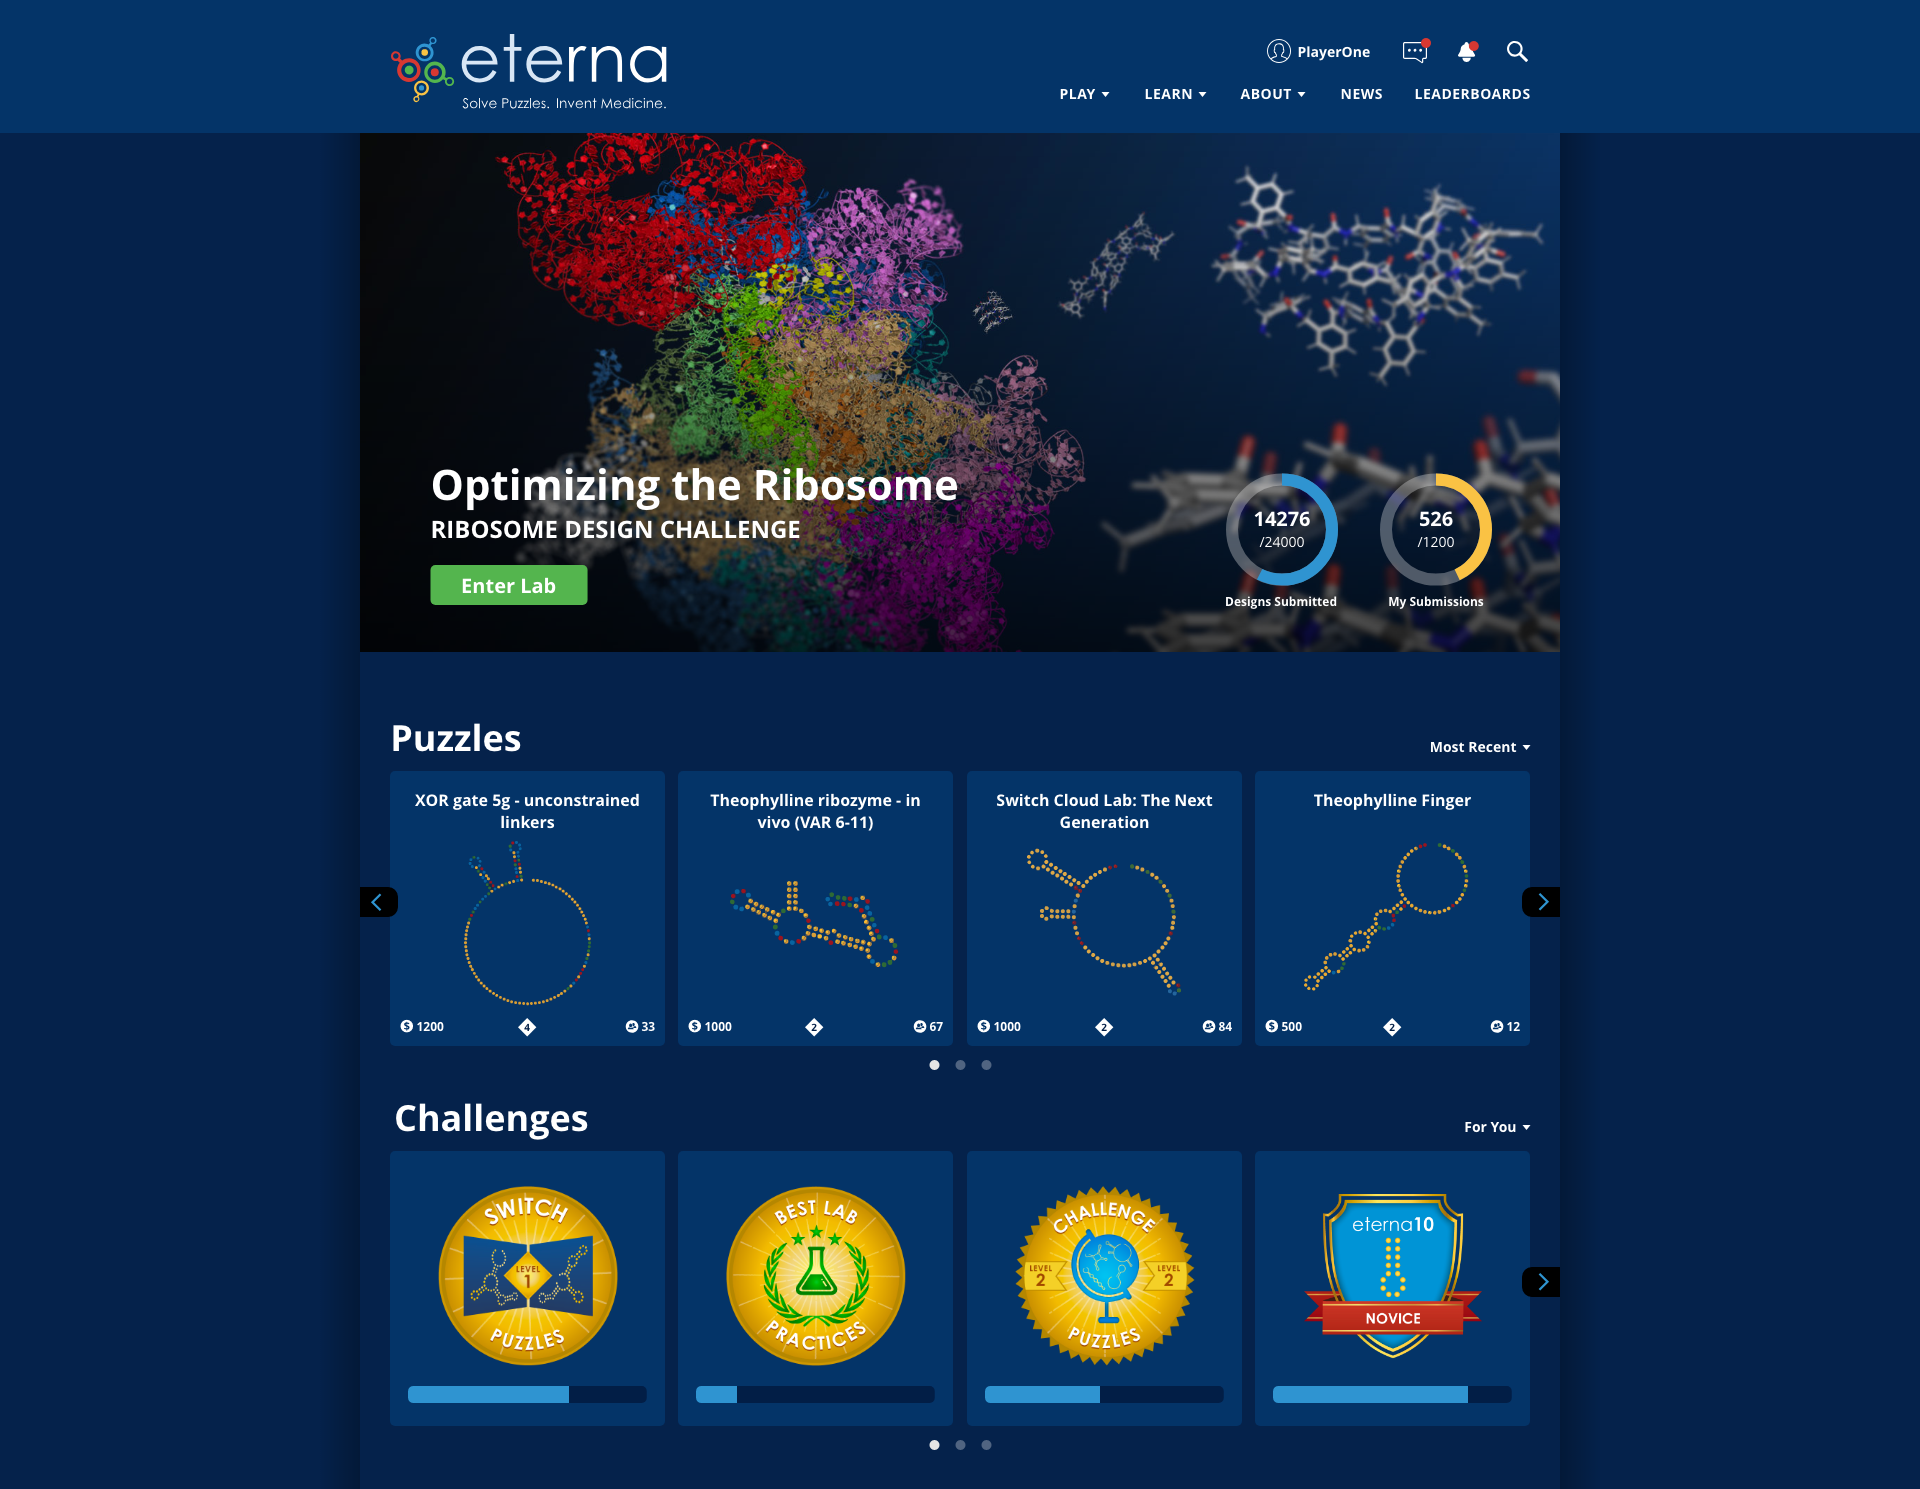 eterna
Solve Puzzles. Invent Medicine.
PlayerOne
PLAY
LEARN
ABOUT
NEWS
LEADERBOARDS
Optimizing the Ribosome
RIBOSOME DESIGN CHALLENGE
Enter Lab
14276
/24000
Designs Submitted
526
/1200
My Submissions
Puzzles
Most Recent
XOR gate 5g - unconstrained
linkers
$ 1200
4
33
Theophylline ribozyme - in
vivo (VAR 6-11)
$ 1000
2
67
Switch Cloud Lab: The Next
Generation
$ 1000
2
84
Theophylline Finger
$ 500
2
12
Challenges
For You
SWITCH
LEVEL
1
PUZZLES
BEST LAB
PRACTICES
CHALLENGE
LEVEL
2
LEVEL
2
PUZZLES
eterna10
NOVICE